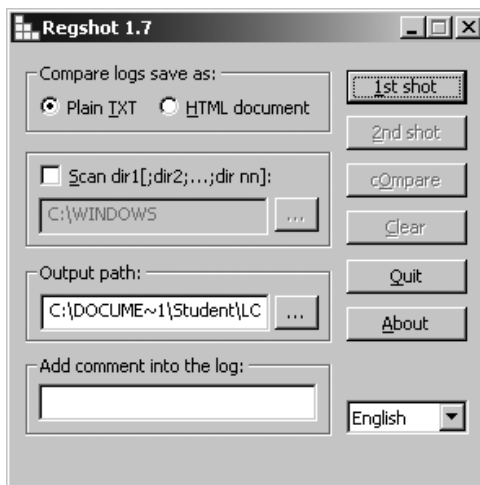 Regshot 1.7
Compare logs save as:
Plain TXT
HTML document
Scan dir1[;dir2;...;dir nn]:
C:\WINDOWS
...
Output path:
C:\DOCUME~1\Student\LC
...
Add comment into the log:
1st shot
2nd shot
cOmpare
Clear
Quit
About
English